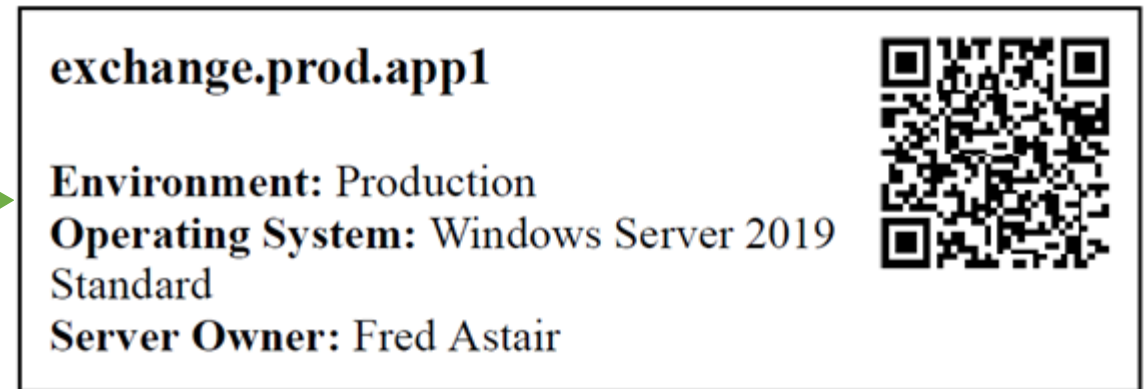 exchange.prod.app1
Environment: Production
Operating System: Windows Server 2019
Standard
Server Owner: Fred Astair